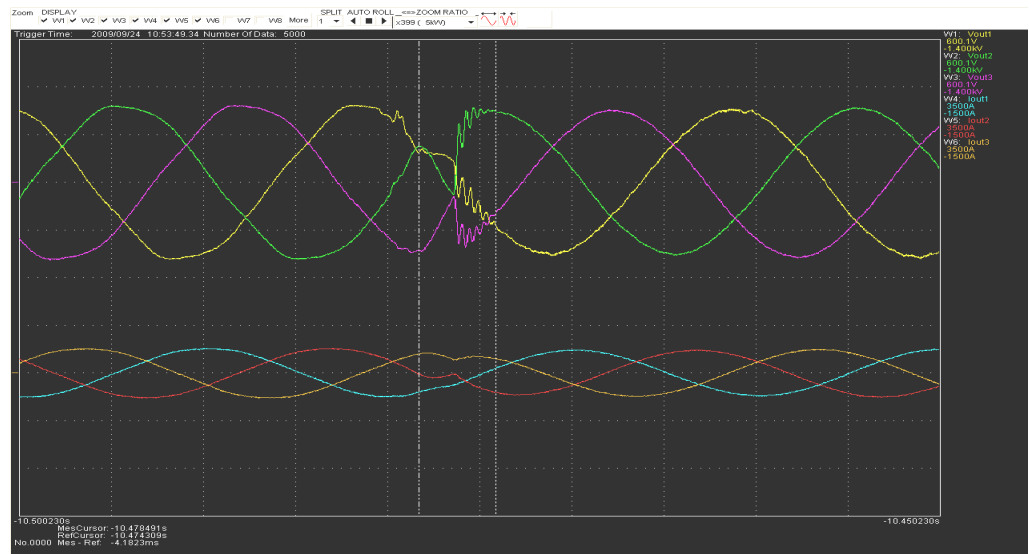 Zoom DISPLAY SPLIT AUTO ROLL <==>ZOOM RATIO
W1 W2 W3 W4 W5 W6 W7 W8 More 1 x399 ( 5kW)
Trigger Time: 2009/09/24 10:53:49.34 Number Of Data: 5000
W1: Vout1
600.1V
-1.400kV
W2: Vout2
600.1V
-1.400kV
W3: Vout3
600.1V
-1.400kV
W4: Iout1
3500A
-1500A
W5: Iout2
3500A
-1500A
W6: Iout3
3500A
-1500A
-10.500230s -10.450230s
MesCursor: -10.478491s
RefCursor: -10.474309s
No.0000 Mes - Ref: -4.1823ms